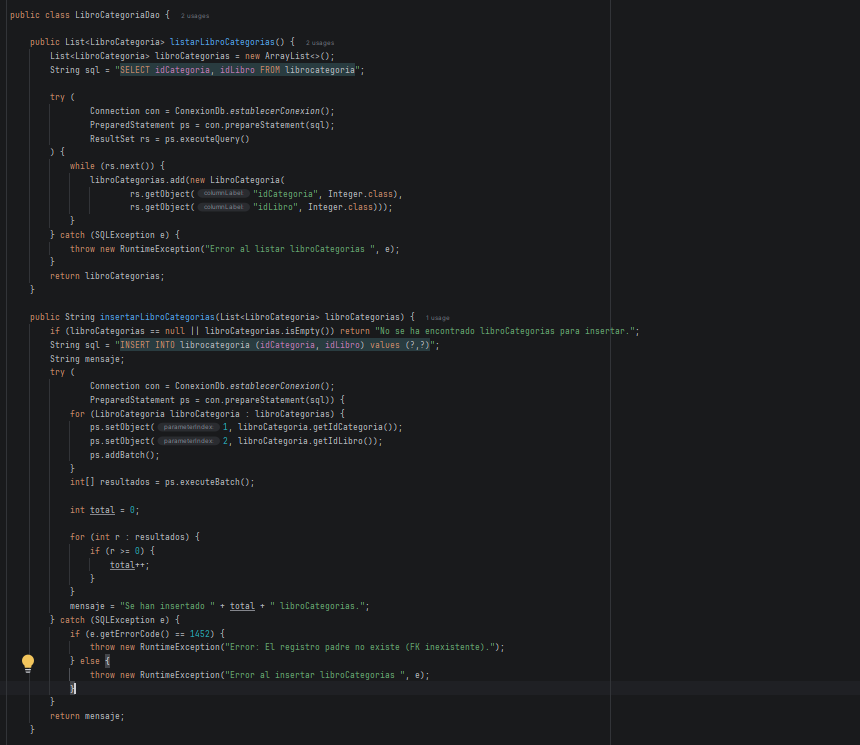 public class LibroCategoriaDao { 2 usages
public List<LibroCategoria> listarLibroCategorias() { 2 usages
List<LibroCategoria> libroCategorias = new ArrayList<>();
String sql = "SELECT idCategoria, idLibro FROM librocategoria";
try (
Connection con = ConexionDb.establecerConexion();
PreparedStatement ps = con.prepareStatement(sql);
ResultSet rs = ps.executeQuery()
) {
while (rs.next()) {
libroCategorias.add(new LibroCategoria(
rs.getObject( columnLabel "idCategoria", Integer.class),
rs.getObject( columnLabel "idLibro", Integer.class)));
}
} catch (SQLException e) {
throw new RuntimeException("Error al listar libroCategorias ", e);
}
return libroCategorias;
}
public String insertarLibroCategorias(List<LibroCategoria> libroCategorias) { 1 usage
if (libroCategorias == null || libroCategorias.isEmpty()) return "No se ha encontrado libroCategorias para insertar.";
String sql = "INSERT INTO librocategoria (idCategoria, idLibro) values (?,?)";
String mensaje;
try (
Connection con = ConexionDb.establecerConexion();
PreparedStatement ps = con.prepareStatement(sql)) {
for (LibroCategoria libroCategoria : libroCategorias) {
ps.setObject( parameterIndex 1, libroCategoria.getIdCategoria());
ps.setObject( parameterIndex 2, libroCategoria.getIdLibro());
ps.addBatch();
}
int[] resultados = ps.executeBatch();
int total = 0;
for (int r : resultados) {
if (r >= 0) {
total++;
}
}
mensaje = "Se han insertado " + total + " libroCategorias.";
} catch (SQLException e) {
if (e.getErrorCode() == 1452) {
throw new RuntimeException("Error: El registro padre no existe (FK inexistente).");
} else {
throw new RuntimeException("Error al insertar libroCategorias ", e);
}
}
return mensaje;
}